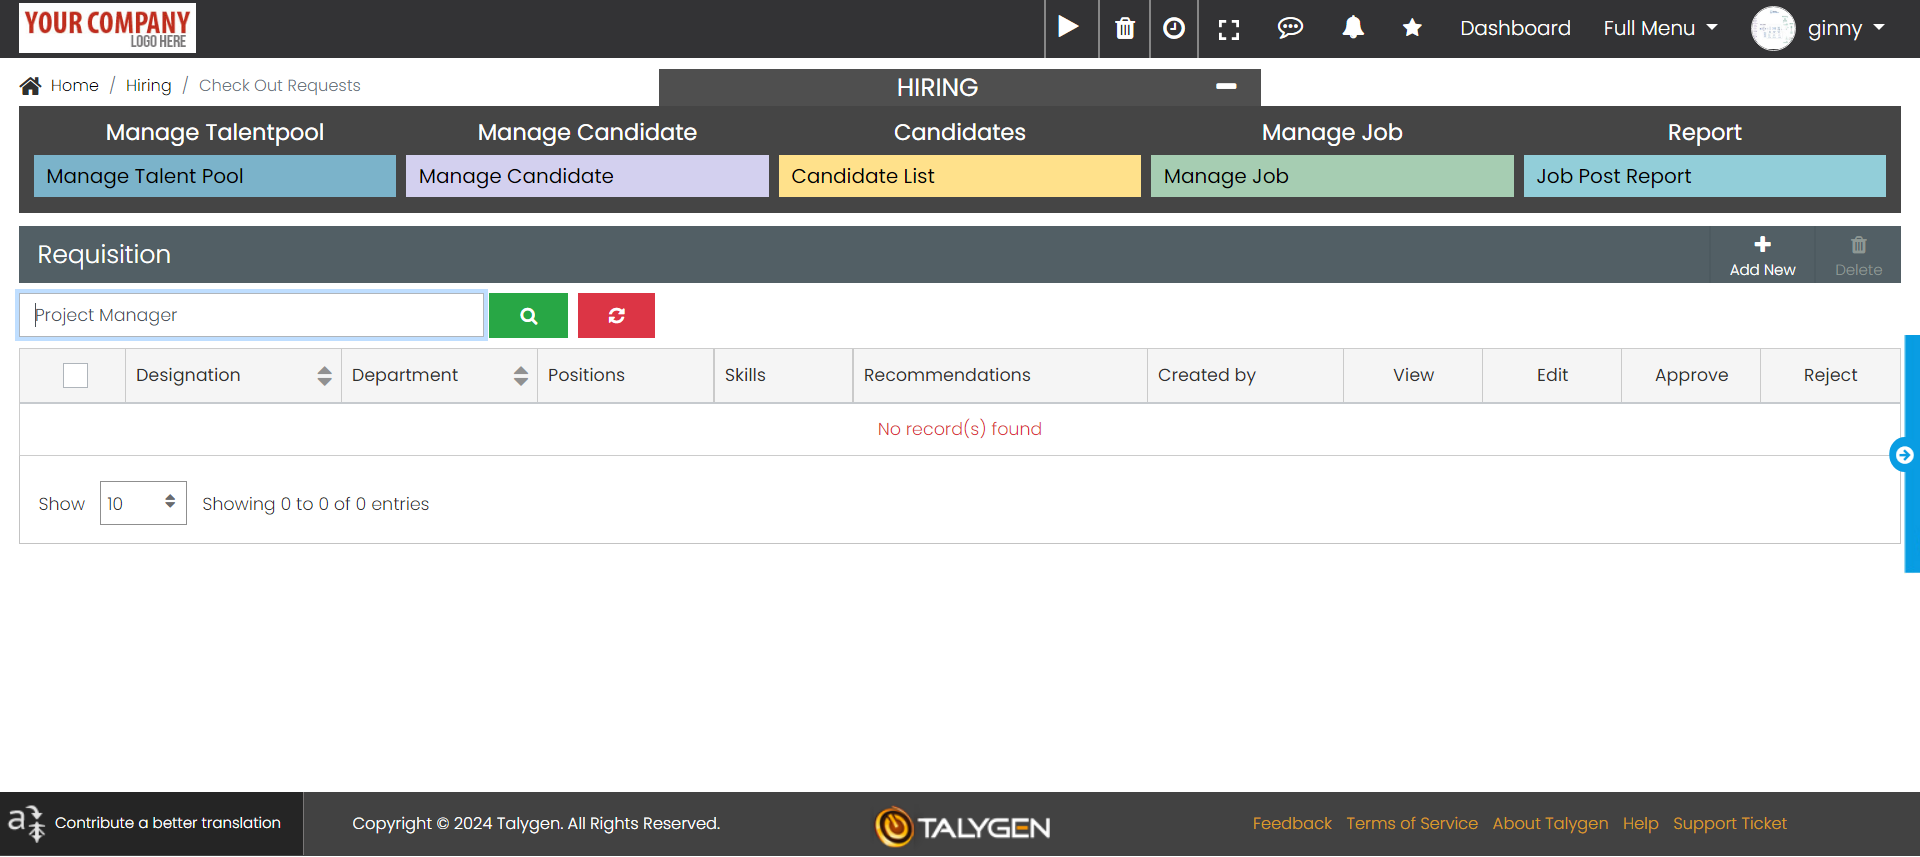 YOUR COMPANY
LOGO HERE
Dashboard
Full Menu
ginny
Home / Hiring / Check Out Requests
HIRING
Manage Talentpool
Manage Candidate
Candidates
Manage Job
Report
Manage Talent Pool
Manage Candidate
Candidate List
Manage Job
Job Post Report
Requisition
Add New
Delete
Project Manager
Designation
Department
Positions
Skills
Recommendations
Created by
View
Edit
Approve
Reject
No record(s) found
Show 10 Showing 0 to 0 of 0 entries
Contribute a better translation
Copyright © 2024 Talygen. All Rights Reserved.
TALYGEN
Feedback
Terms of Service
About Talygen
Help
Support Ticket